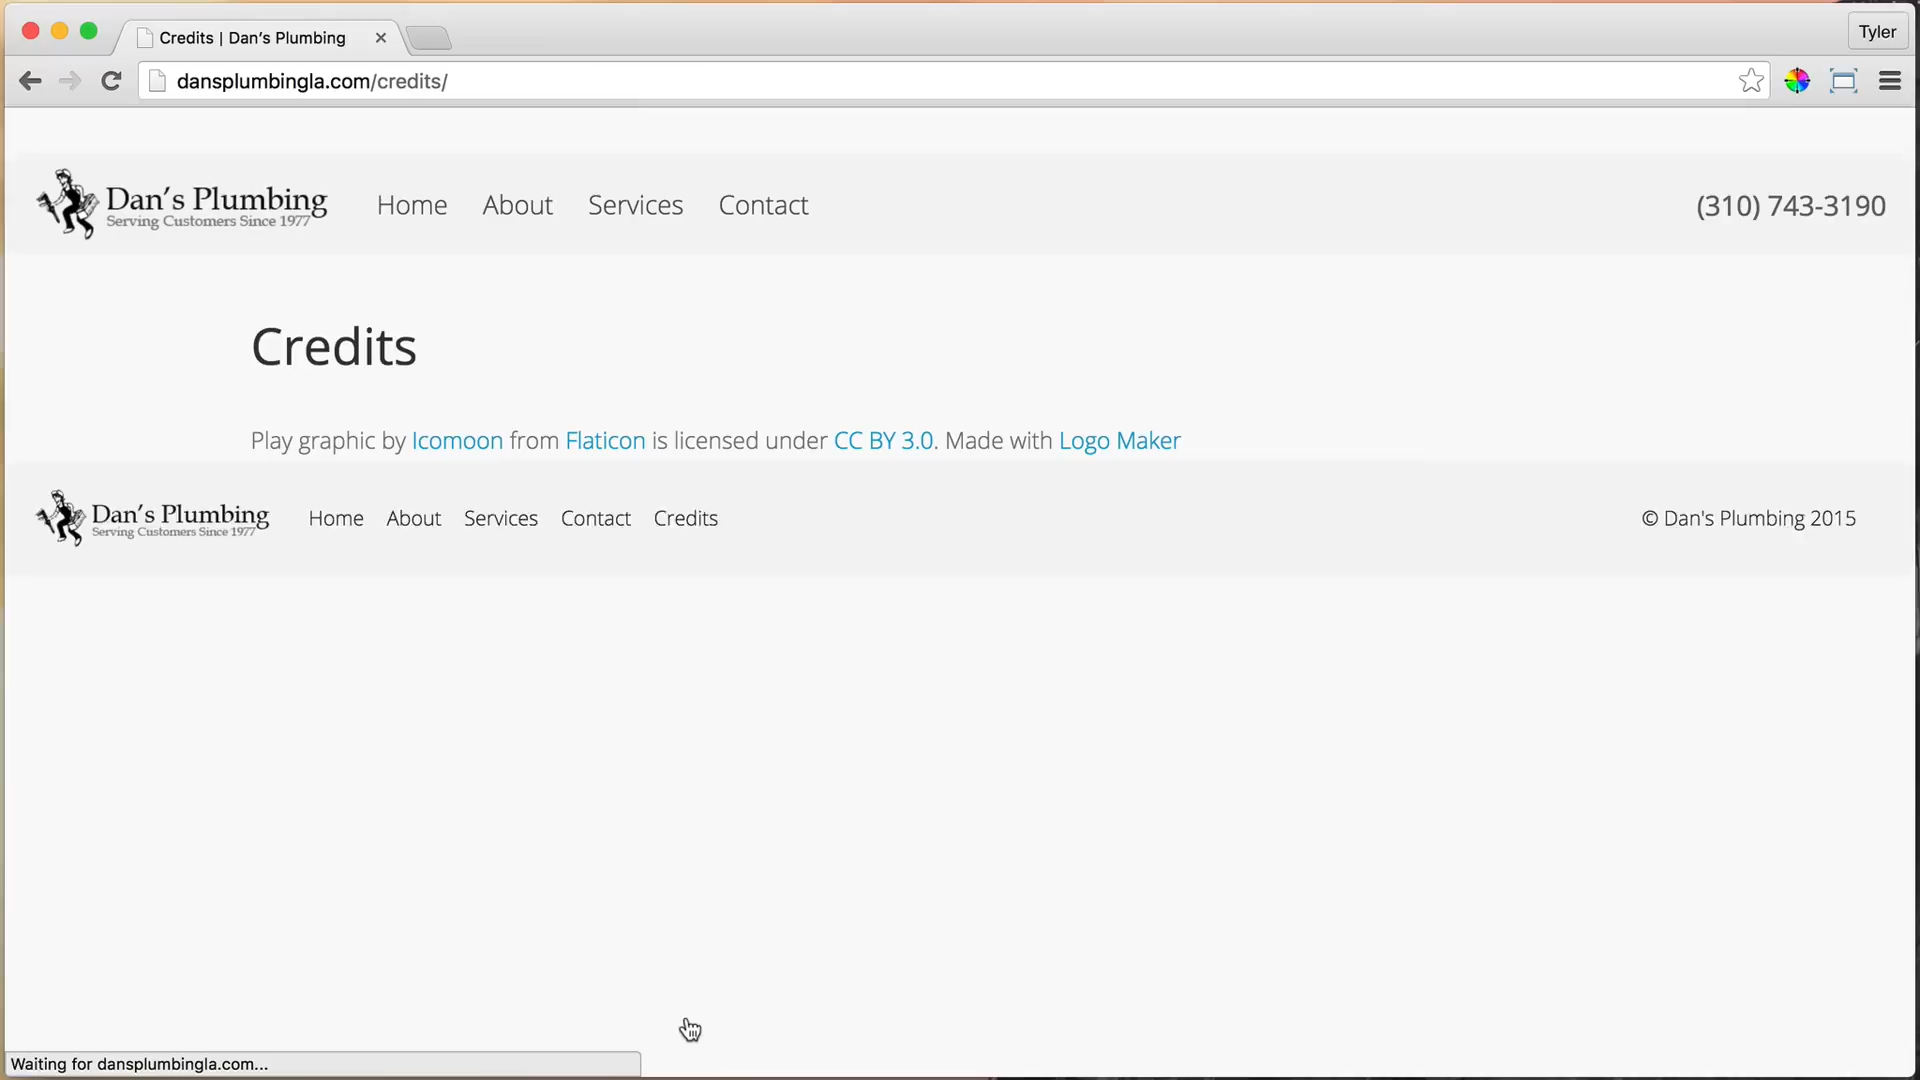 Credits | Dan's Plumbing
Tyler
dansplumbingla.com/credits/
Dan's Plumbing
Serving Customers Since 1977
Home About Services Contact
(310) 743-3190
Credits
Play graphic by Icomoon from Flaticon is licensed under CC BY 3.0. Made with Logo Maker
Dan's Plumbing
Serving Customers Since 1977
Home About Services Contact Credits
© Dan's Plumbing 2015
Waiting for dansplumbingla.com...